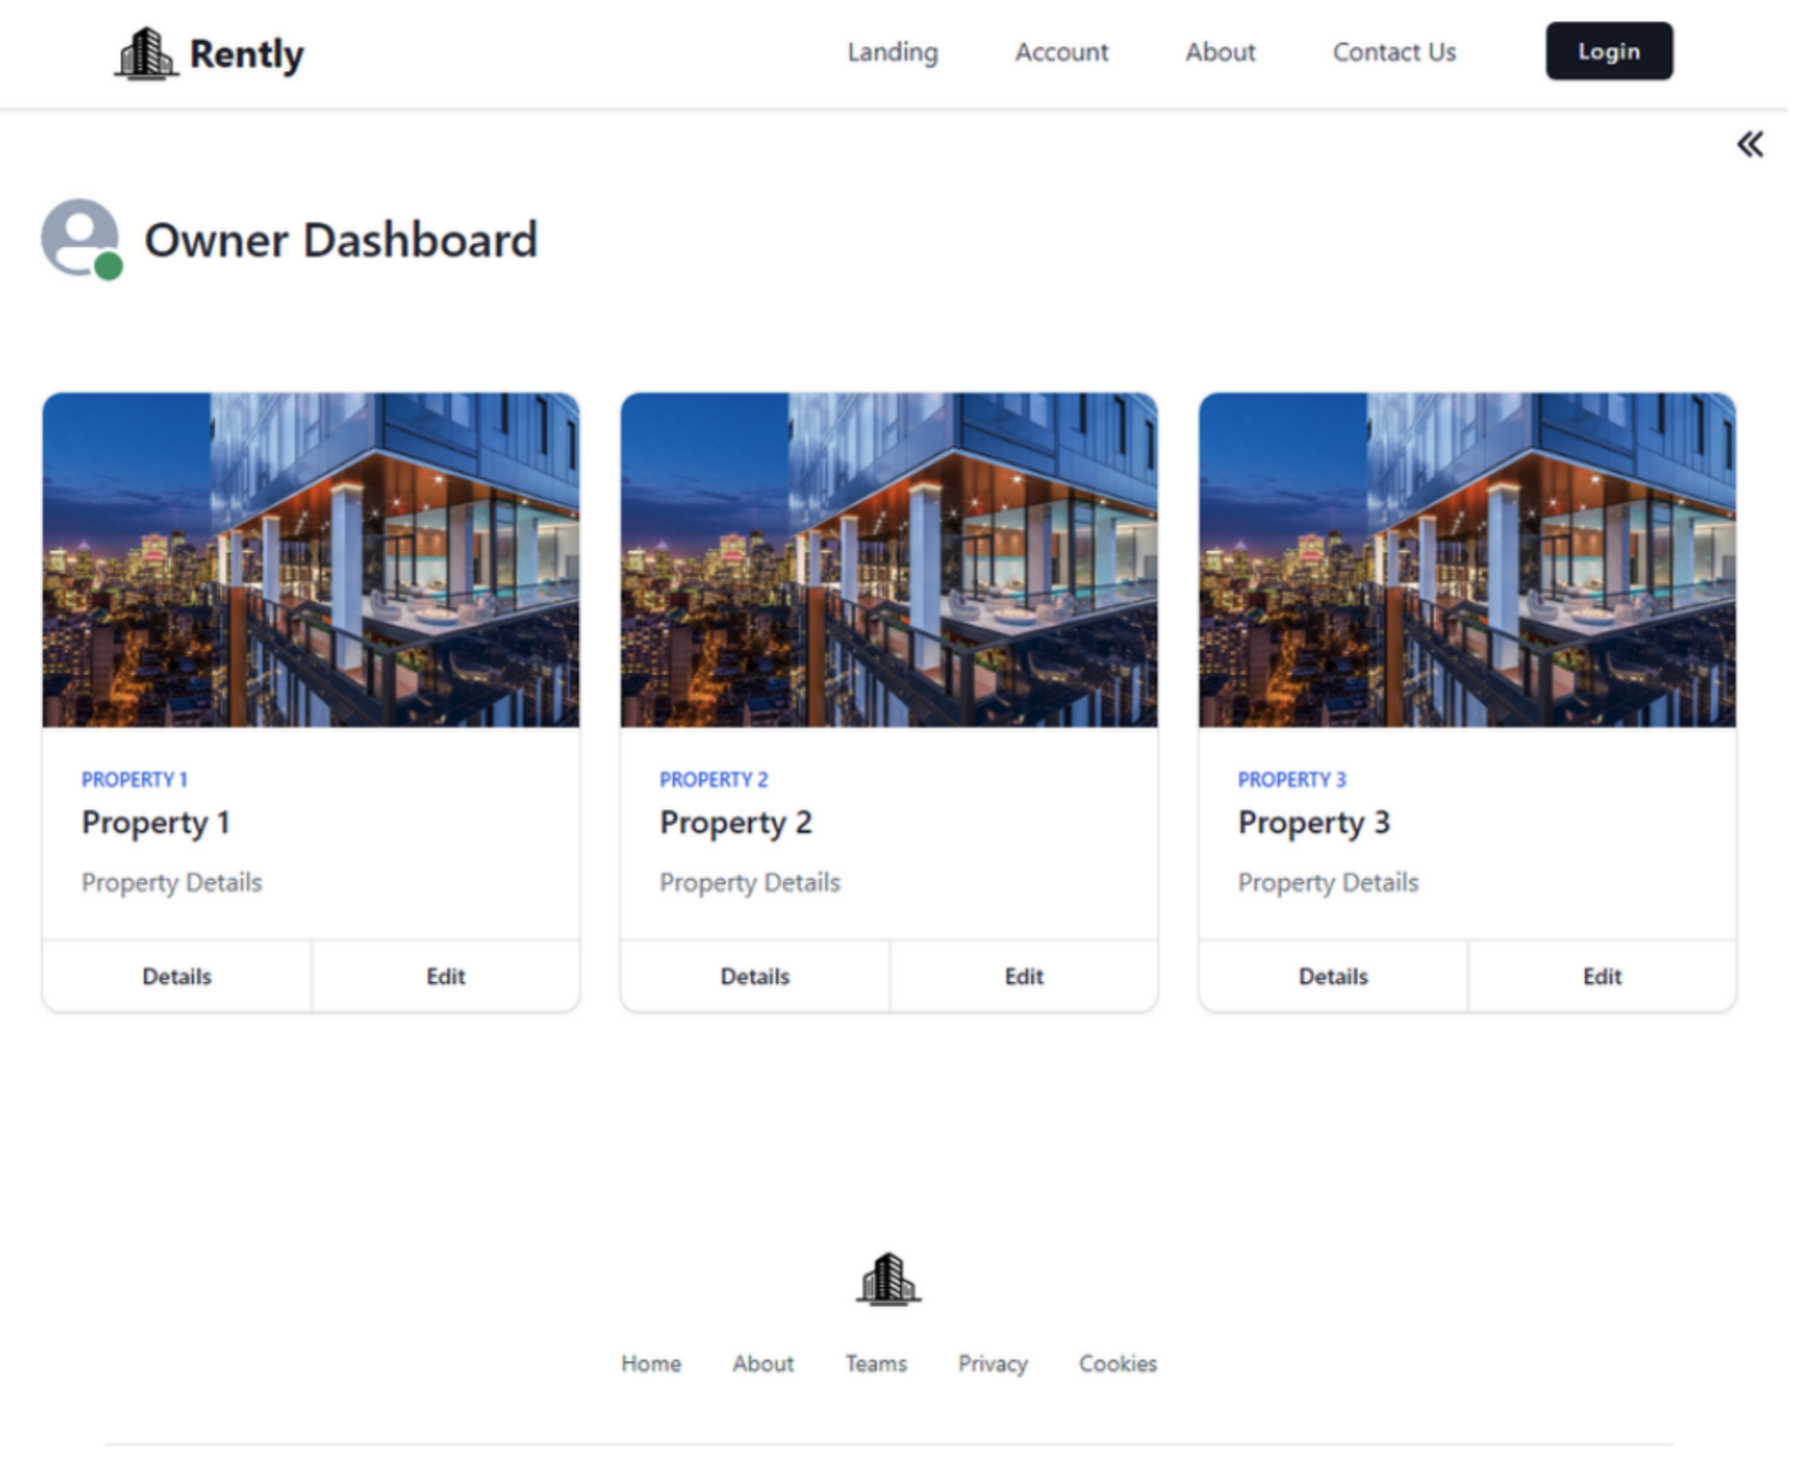 Rently
Landing Account About Contact Us Login
Owner Dashboard
PROPERTY 1
Property 1
Property Details
Details Edit
PROPERTY 2
Property 2
Property Details
Details Edit
PROPERTY 3
Property 3
Property Details
Details Edit
Home About Teams Privacy Cookies